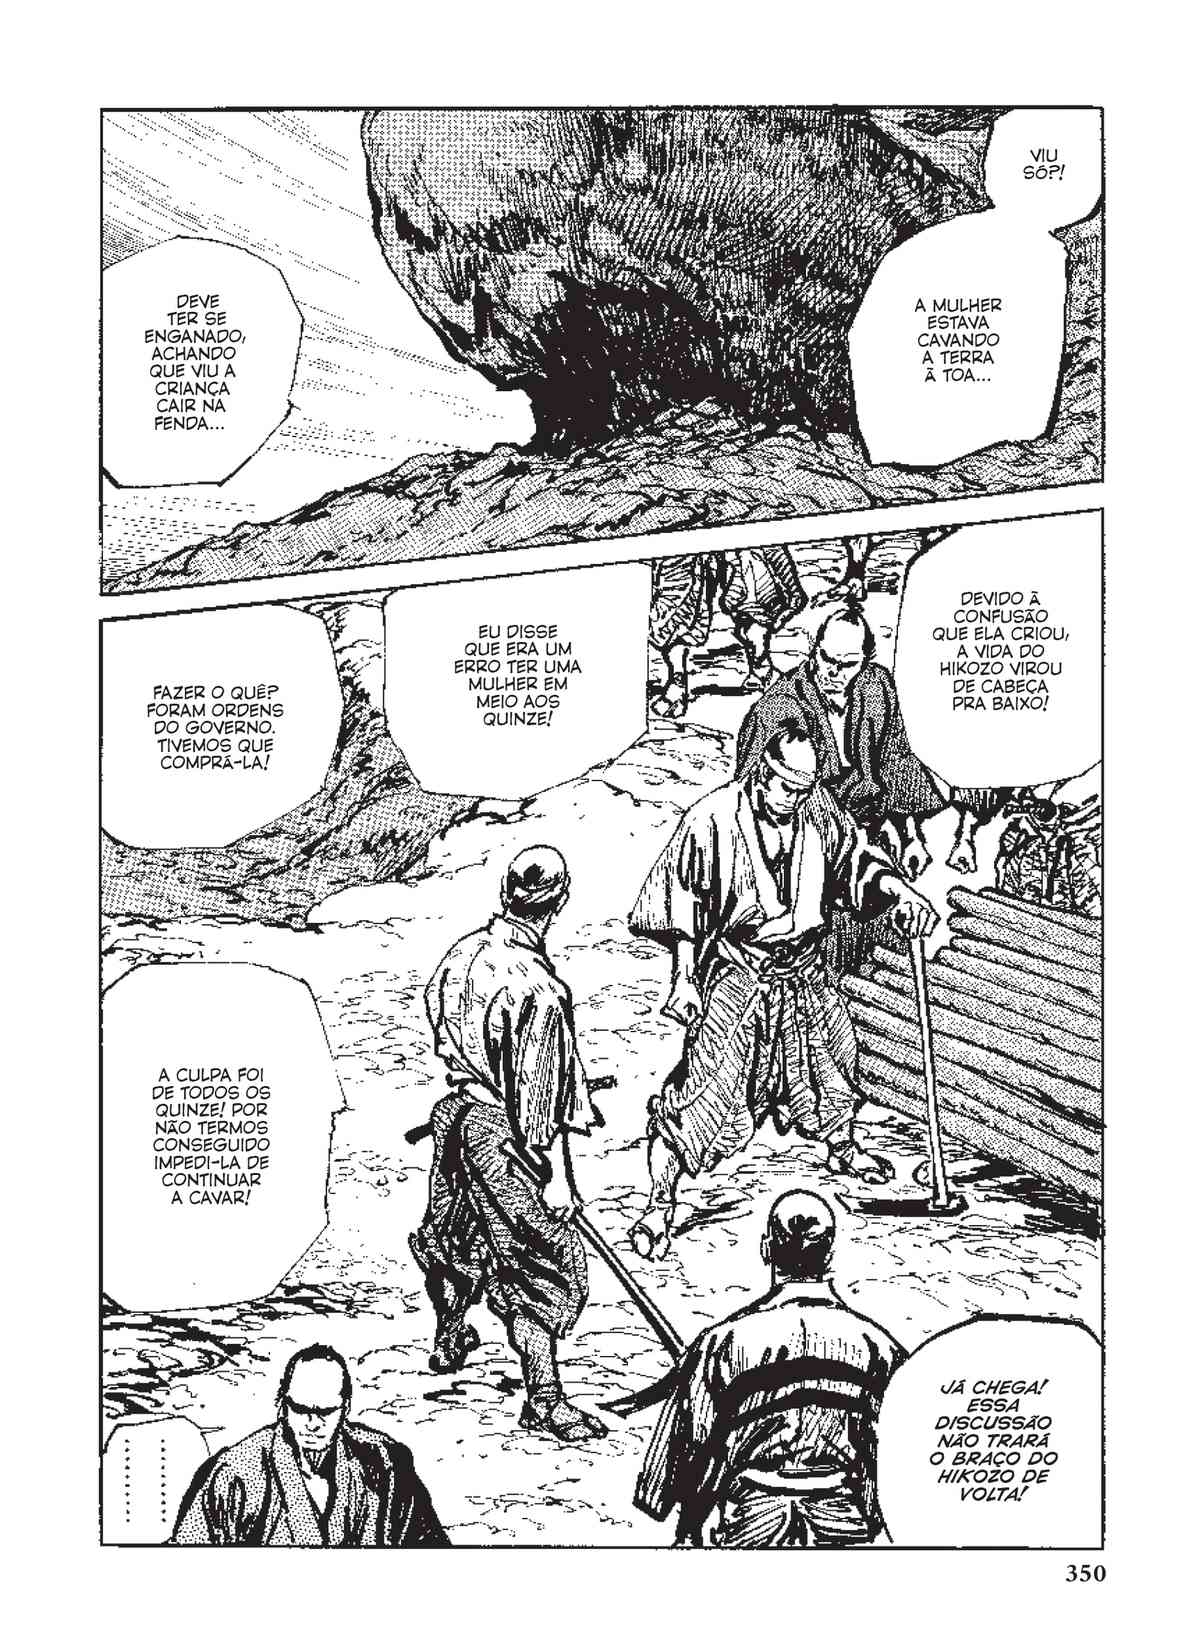 VIU
SÓ?!
A MULHER
ESTAVA
CAVANDO
A TERRA
À TOA...
DEVE
TER SE
ENGANADO,
ACHANDO
QUE VIU A
CRIANÇA
CAIR NA
FENDA...
DEVIDO À
CONFUSÃO
QUE ELA CRIOU,
A VIDA DO
HIKOZO VIROU
DE CABEÇA
PRA BAIXO!
EU DISSE
QUE ERA UM
ERRO TER UMA
MULHER EM
MEIO AOS
QUINZE!
FAZER O QUÊ?
FORAM ORDENS
DO GOVERNO.
TIVEMOS QUE
COMPRÁ-LA!
A CULPA FOI
DE TODOS OS
QUINZE! POR
NÃO TERMOS
CONSEGUIDO
IMPEDI-LA DE
CONTINUAR
A CAVAR!
JÁ CHEGA!
ESSA
DISCUSSÃO
NÃO TRARÁ
O BRAÇO DO
HIKOZO DE
VOLTA!
350